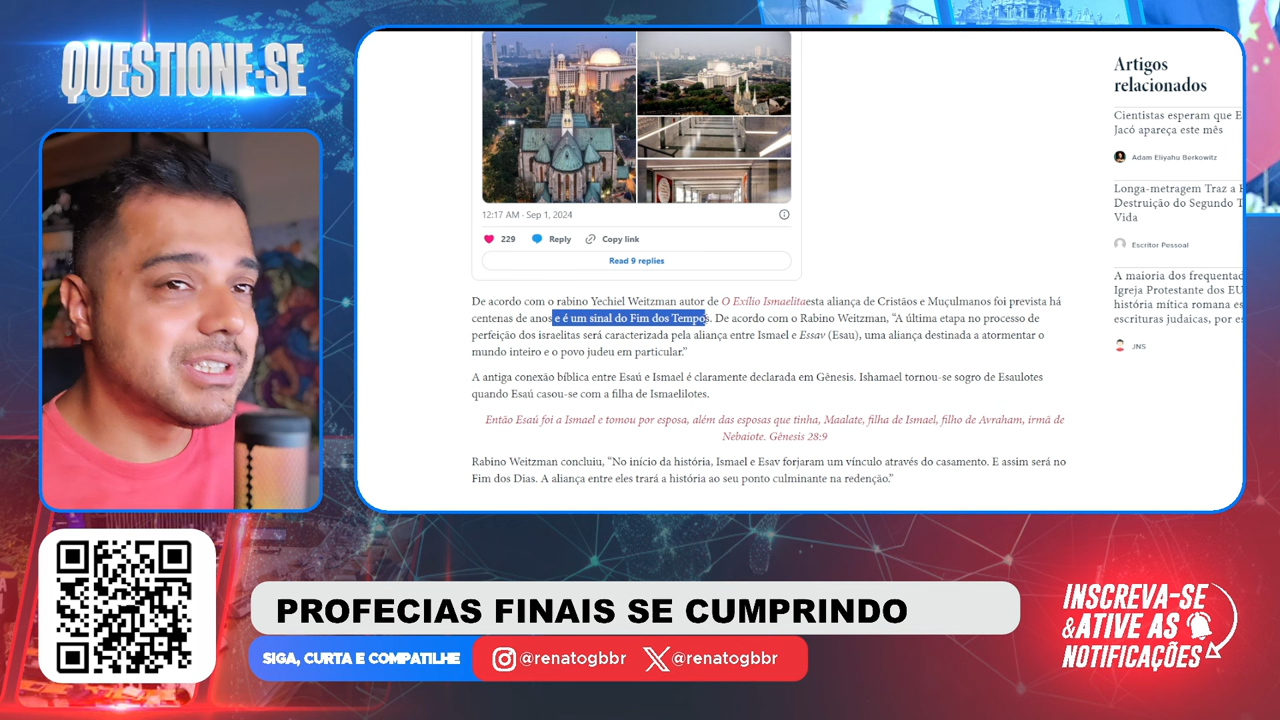 QUESTIONE-SE
12:17 AM · Sep 1, 2024
229 Reply Copy link
Read 9 replies
De acordo com o rabino Yechiel Weitzman autor de O Exílio Ismaelitaesta aliança de Cristãos e Muçulmanos foi prevista há
centenas de anos e é um sinal do Fim dos Tempos. De acordo com o Rabino Weitzman, “A última etapa no processo de
perfeição dos israelitas será caracterizada pela aliança entre Ismael e Essav (Esau), uma aliança destinada a atormentar o
mundo inteiro e o povo judeu em particular.”
A antiga conexão bíblica entre Esaú e Ismael é claramente declarada em Gênesis. Ishamael tornou-se sogro de Esaulotes
quando Esaú casou-se com a filha de Ismaelilotes.
Então Esaú foi a Ismael e tomou por esposa, além das esposas que tinha, Maalate, filha de Ismael, filho de Avraham, irmã de
Nebaiote. Gênesis 28:9
Rabino Weitzman concluiu, “No início da história, Ismael e Esav forjaram um vínculo através do casamento. E assim será no
Fim dos Dias. A aliança entre eles trará a história ao seu ponto culminante na redenção.”
Artigos
relacionados
Cientistas esperam que E
Jacó apareça este mês
Adam Eliyahu Berkowitz
Longa-metragem Traz a
Destruição do Segundo T
Vida
Escritor Pessoal
A maioria dos frequentad
Igreja Protestante dos EU
história mítica romana es
escrituras judaicas, por es
JNS
PROFECIAS FINAIS SE CUMPRINDO
SIGA, CURTA E COMPATILHE @renatogbbr @renatogbbr
INSCREVA-SE
&ATIVE AS
NOTIFICAÇÕES